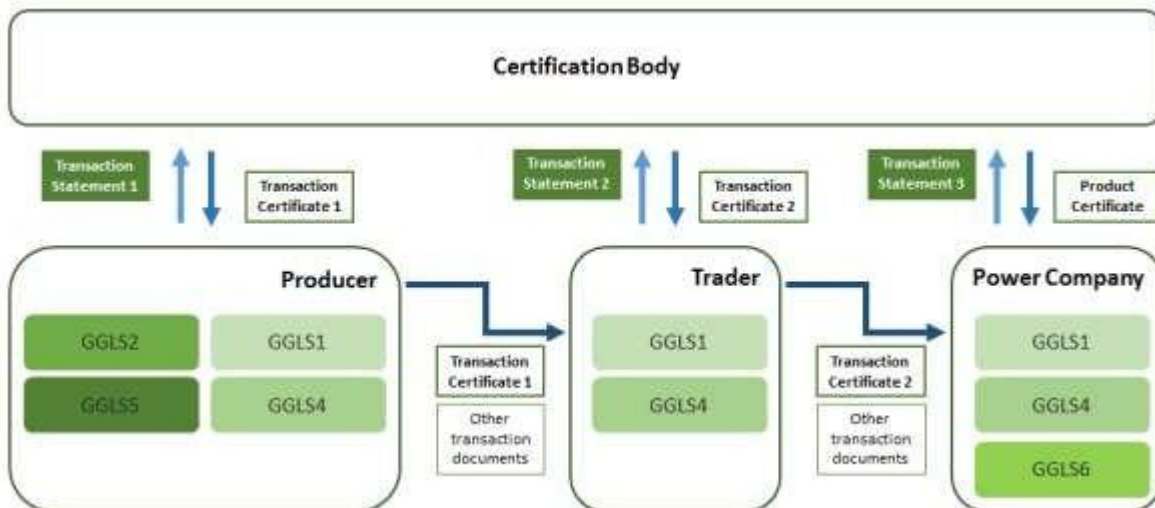 Certification Body
Transaction
Statement 1
Transaction
Certificate 1
Transaction
Statement 2
Transaction
Certificate 2
Transaction
Statement 3
Product
Certificate
Producer
GGLS2
GGLS1
GGLS5
GGLS4
Transaction
Certificate 1
Other
transaction
documents
Trader
GGLS1
GGLS4
Transaction
Certificate 2
Other
transaction
documents
Power Company
GGLS1
GGLS4
GGLS6